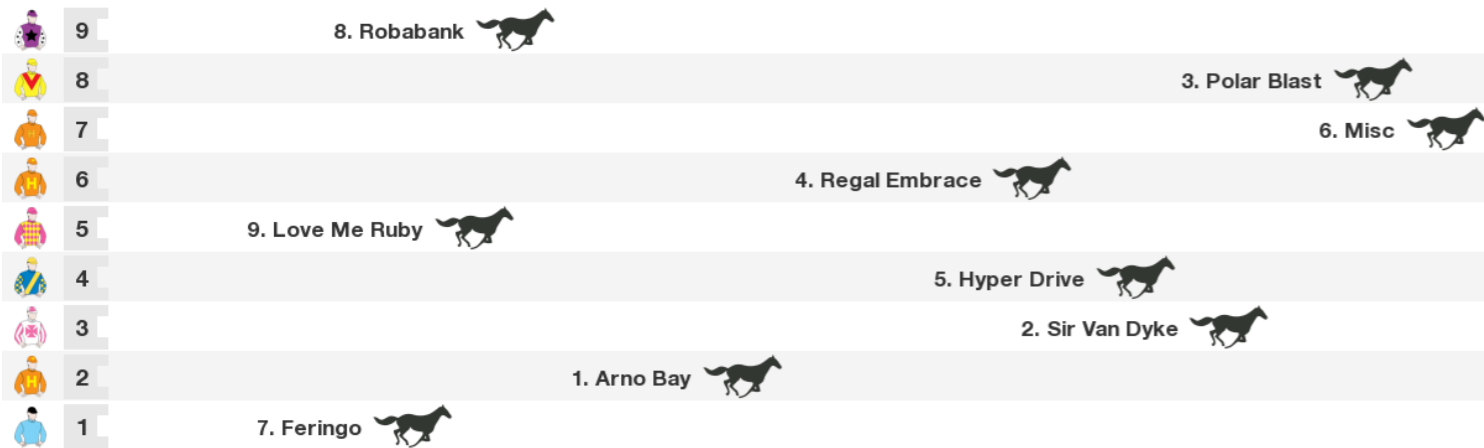 9 8. Robabank
8 3. Polar Blast
7 6. Misc
6 4. Regal Embrace
5 9. Love Me Ruby
4 5. Hyper Drive
3 2. Sir Van Dyke
2 1. Arno Bay
1 7. Feringo